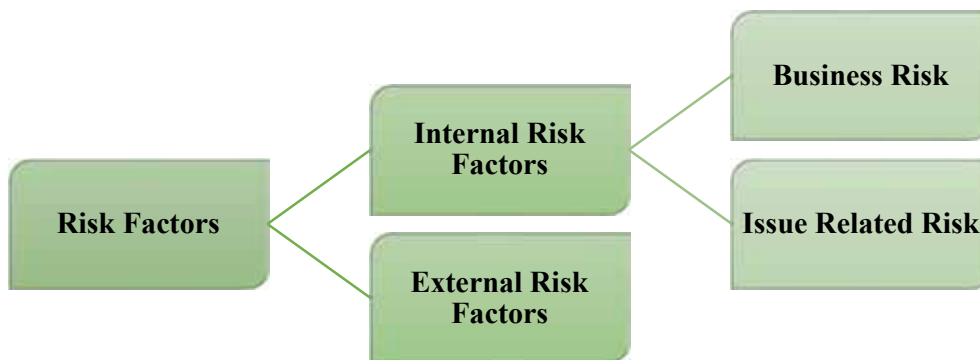 Risk Factors
Internal Risk
Factors
External Risk
Factors
Business Risk
Issue Related Risk